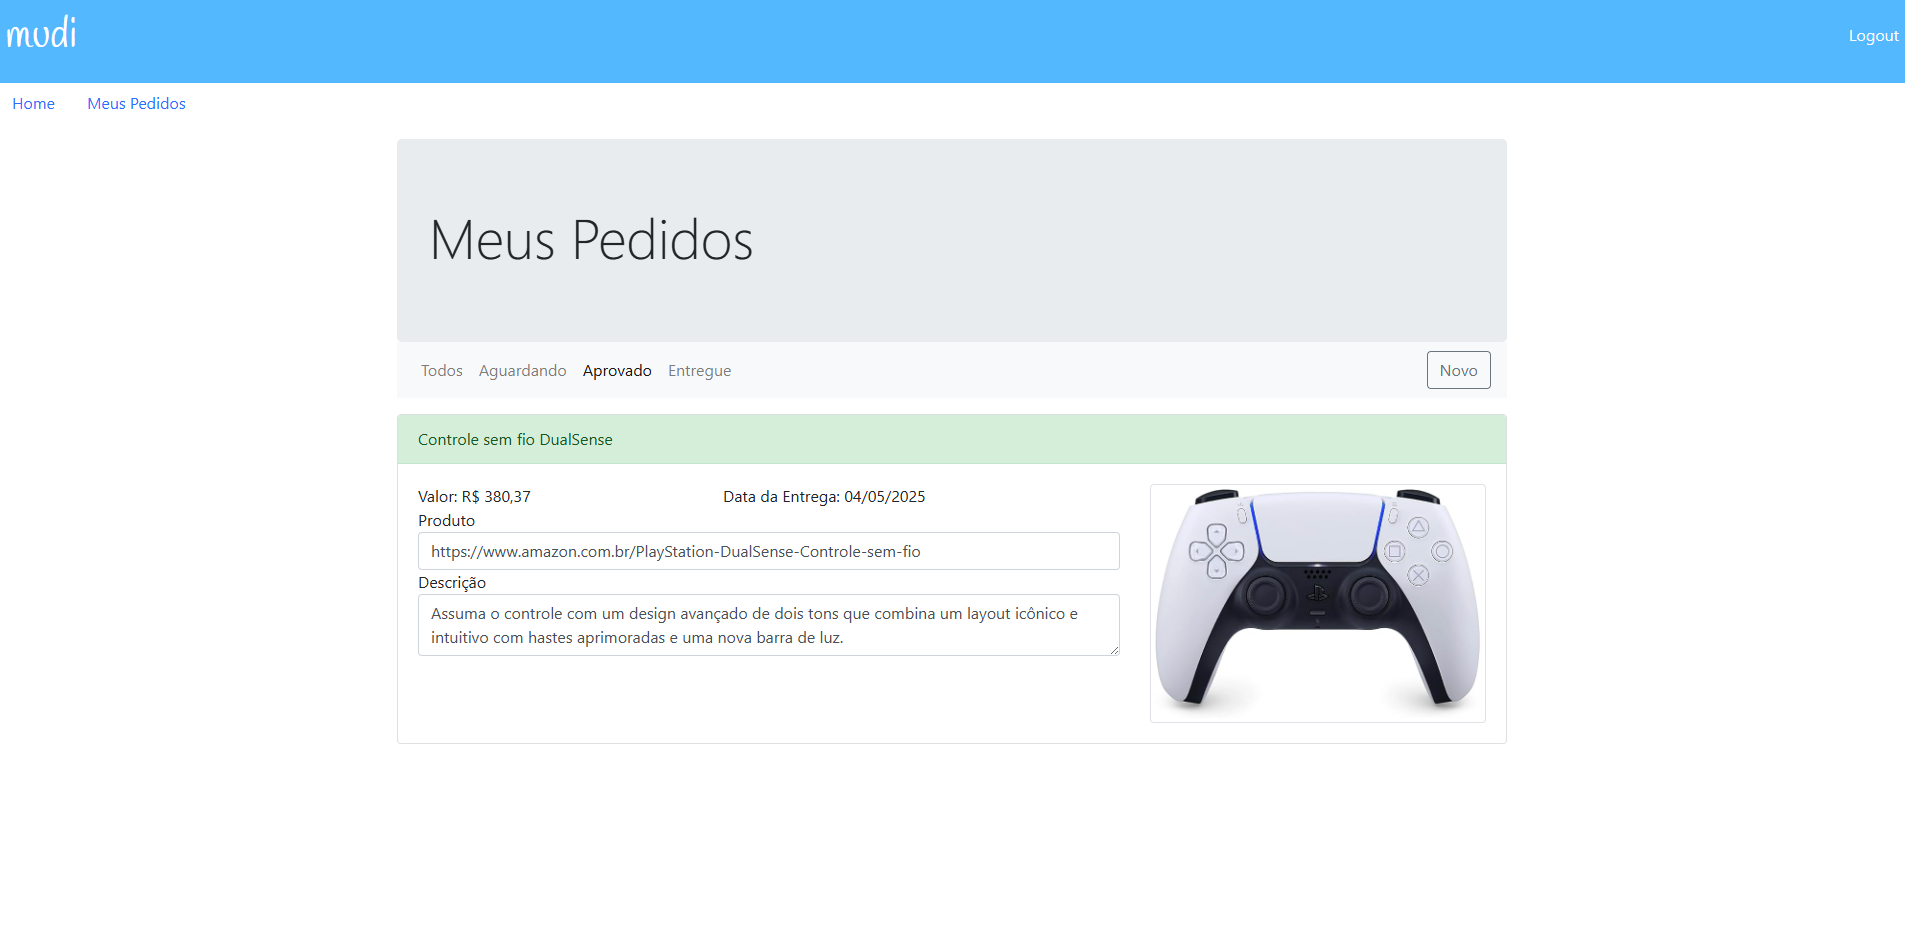 mudi
Logout
Home Meus Pedidos
Meus Pedidos
Todos Aguardando Aprovado Entregue Novo
Controle sem fio DualSense
Valor: R$ 380,37 Data da Entrega: 04/05/2025
Produto
https://www.amazon.com.br/PlayStation-DualSense-Controle-sem-fio
Descrição
Assuma o controle com um design avançado de dois tons que combina um layout icônico e
intuitivo com hastes aprimoradas e uma nova barra de luz.